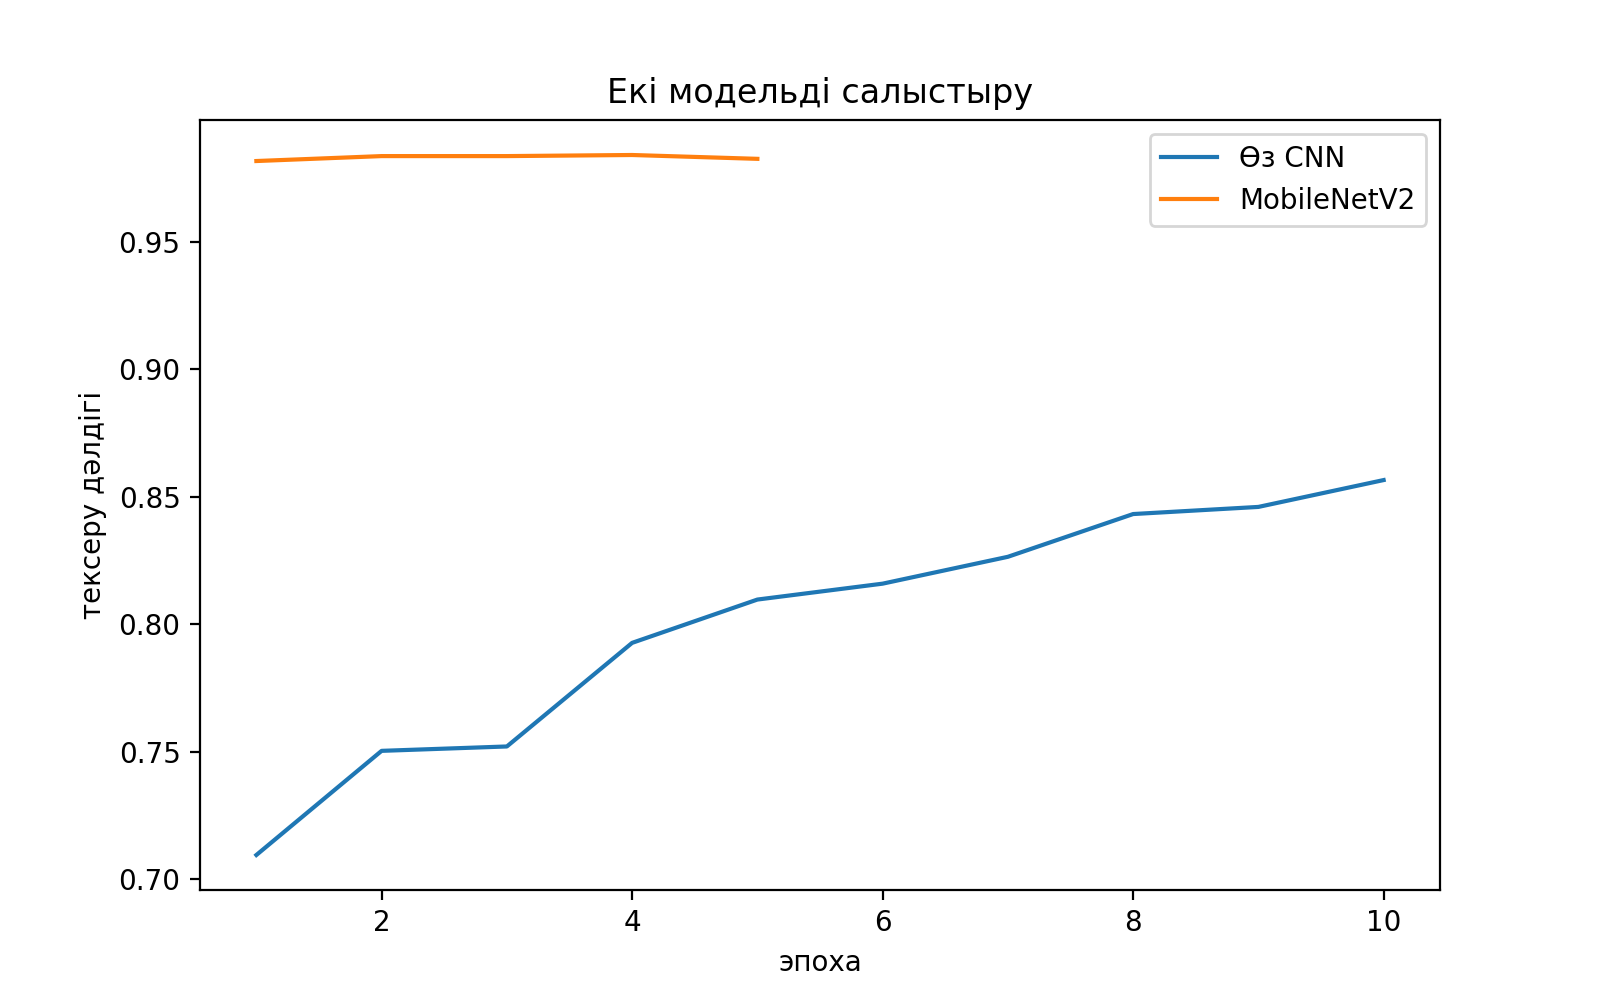 Екі модельді салыстыру
Өз CNN
MobileNetV2
тексеру дәлдігі
0.95
0.90
0.85
0.80
0.75
0.70
2
4
6
8
10
эпоха